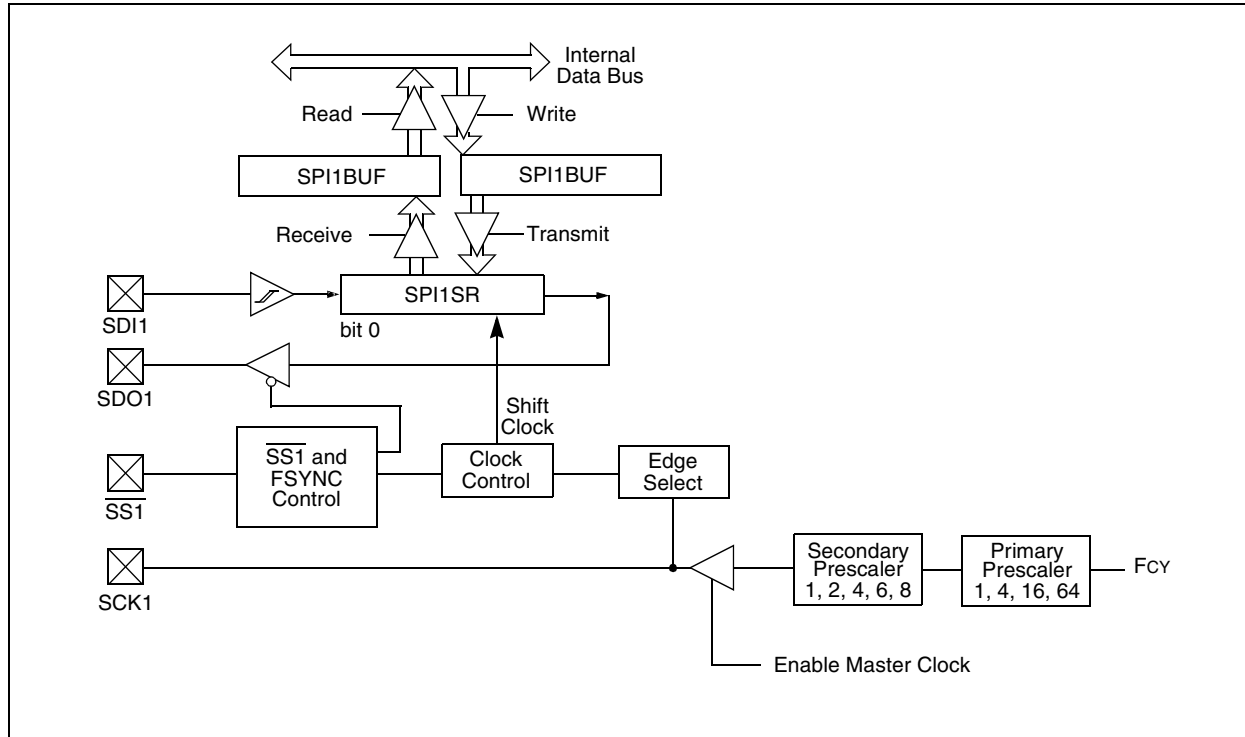 Internal
Data Bus
Read
Write
SPI1BUF
SPI1BUF
Receive
Transmit
SPI1SR
SDI1
bit 0
SDO1
Shift
Clock
SS1 and
FSYNC
Control
Clock
Control
Edge
Select
SS1
SCK1
Secondary
Prescaler
1, 2, 4, 6, 8
Primary
Prescaler
1, 4, 16, 64
FCY
Enable Master Clock